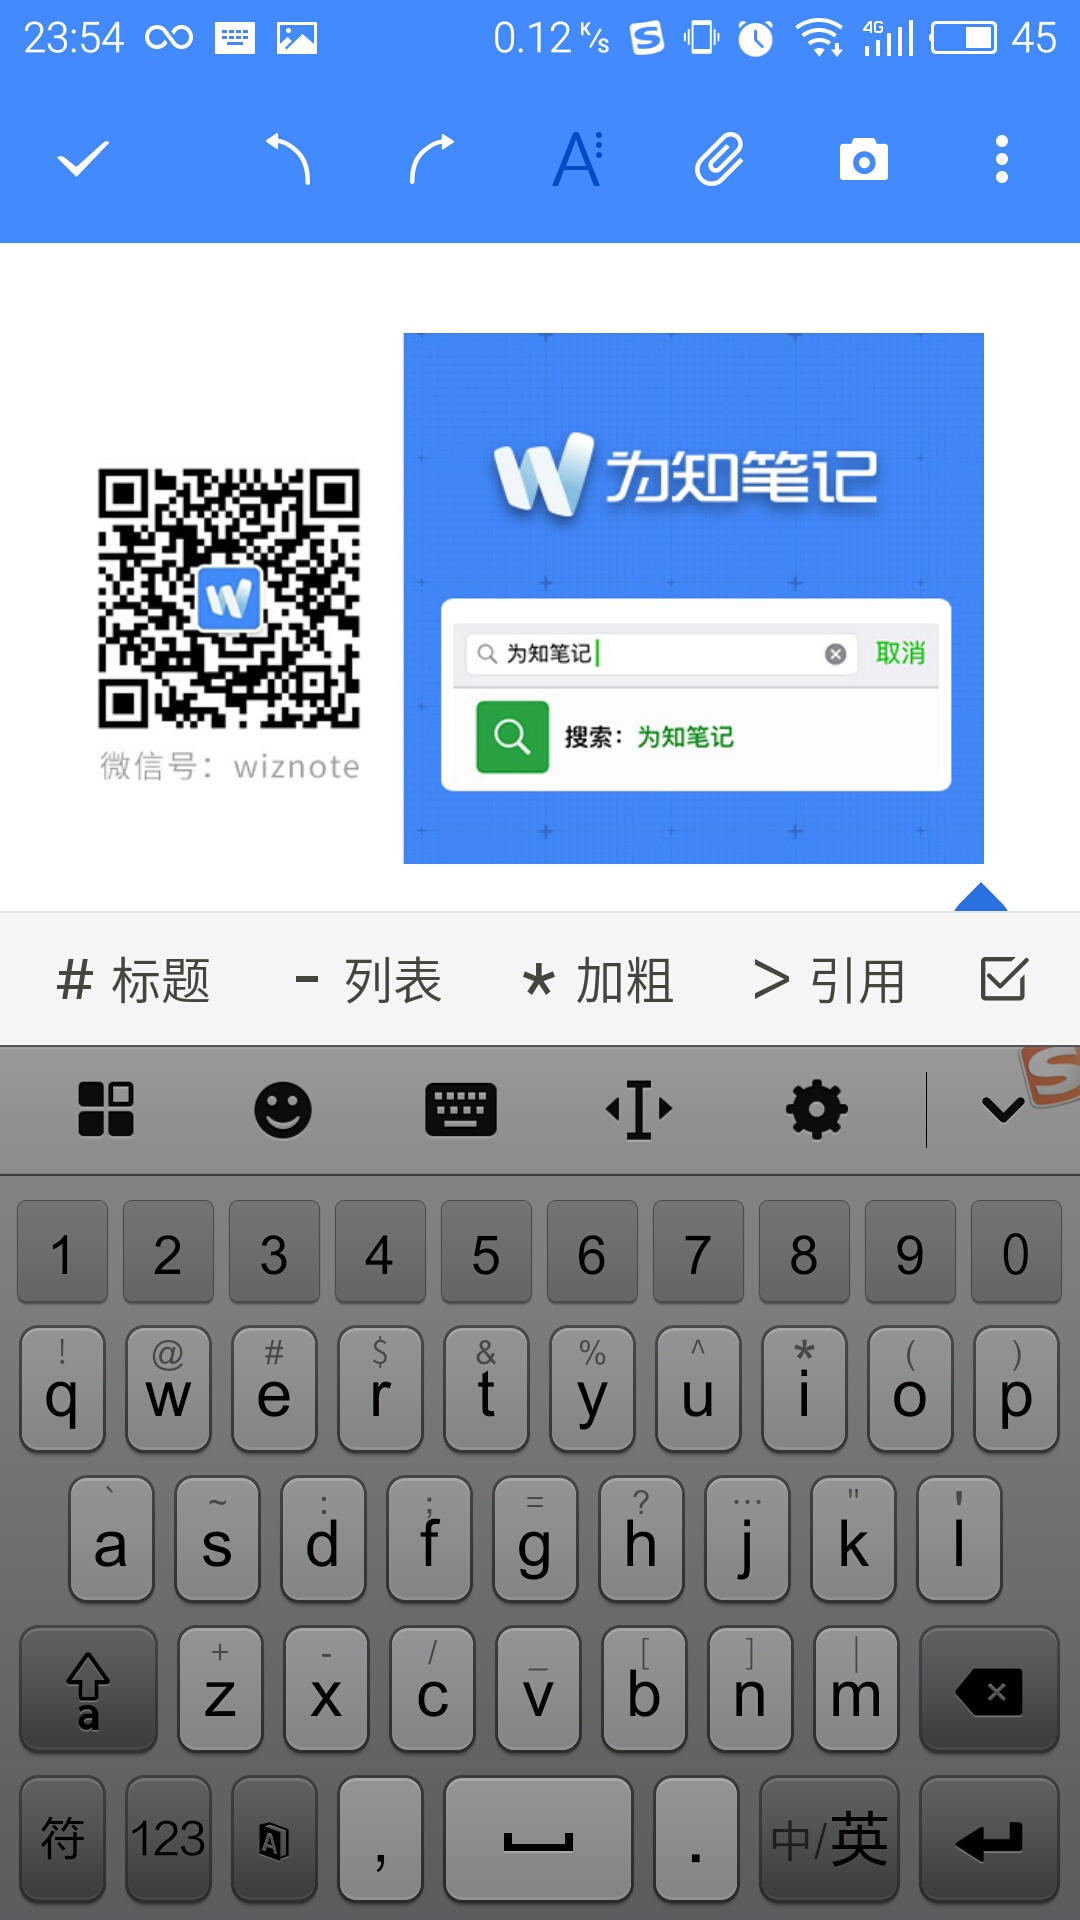 23:54 0.12 K/s 4G 45
A
W 为知笔记
为知笔记 取消
搜索：为知笔记
微信号：wiznote
# 标题 - 列表 * 加粗 > 引用
1 2 3 4 5 6 7 8 9 0
! @ # $ & % ^ * ( )
q w e r t y u i o p
` ~ : ; = ? … " '
a s d f g h j k l
+ - / _ [ ] |
a z x c v b n m
符 123 A , . 中/英